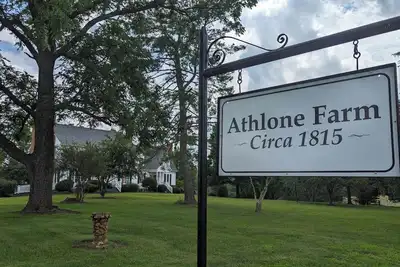 Athlone Farm
~ Circa 1815 ~